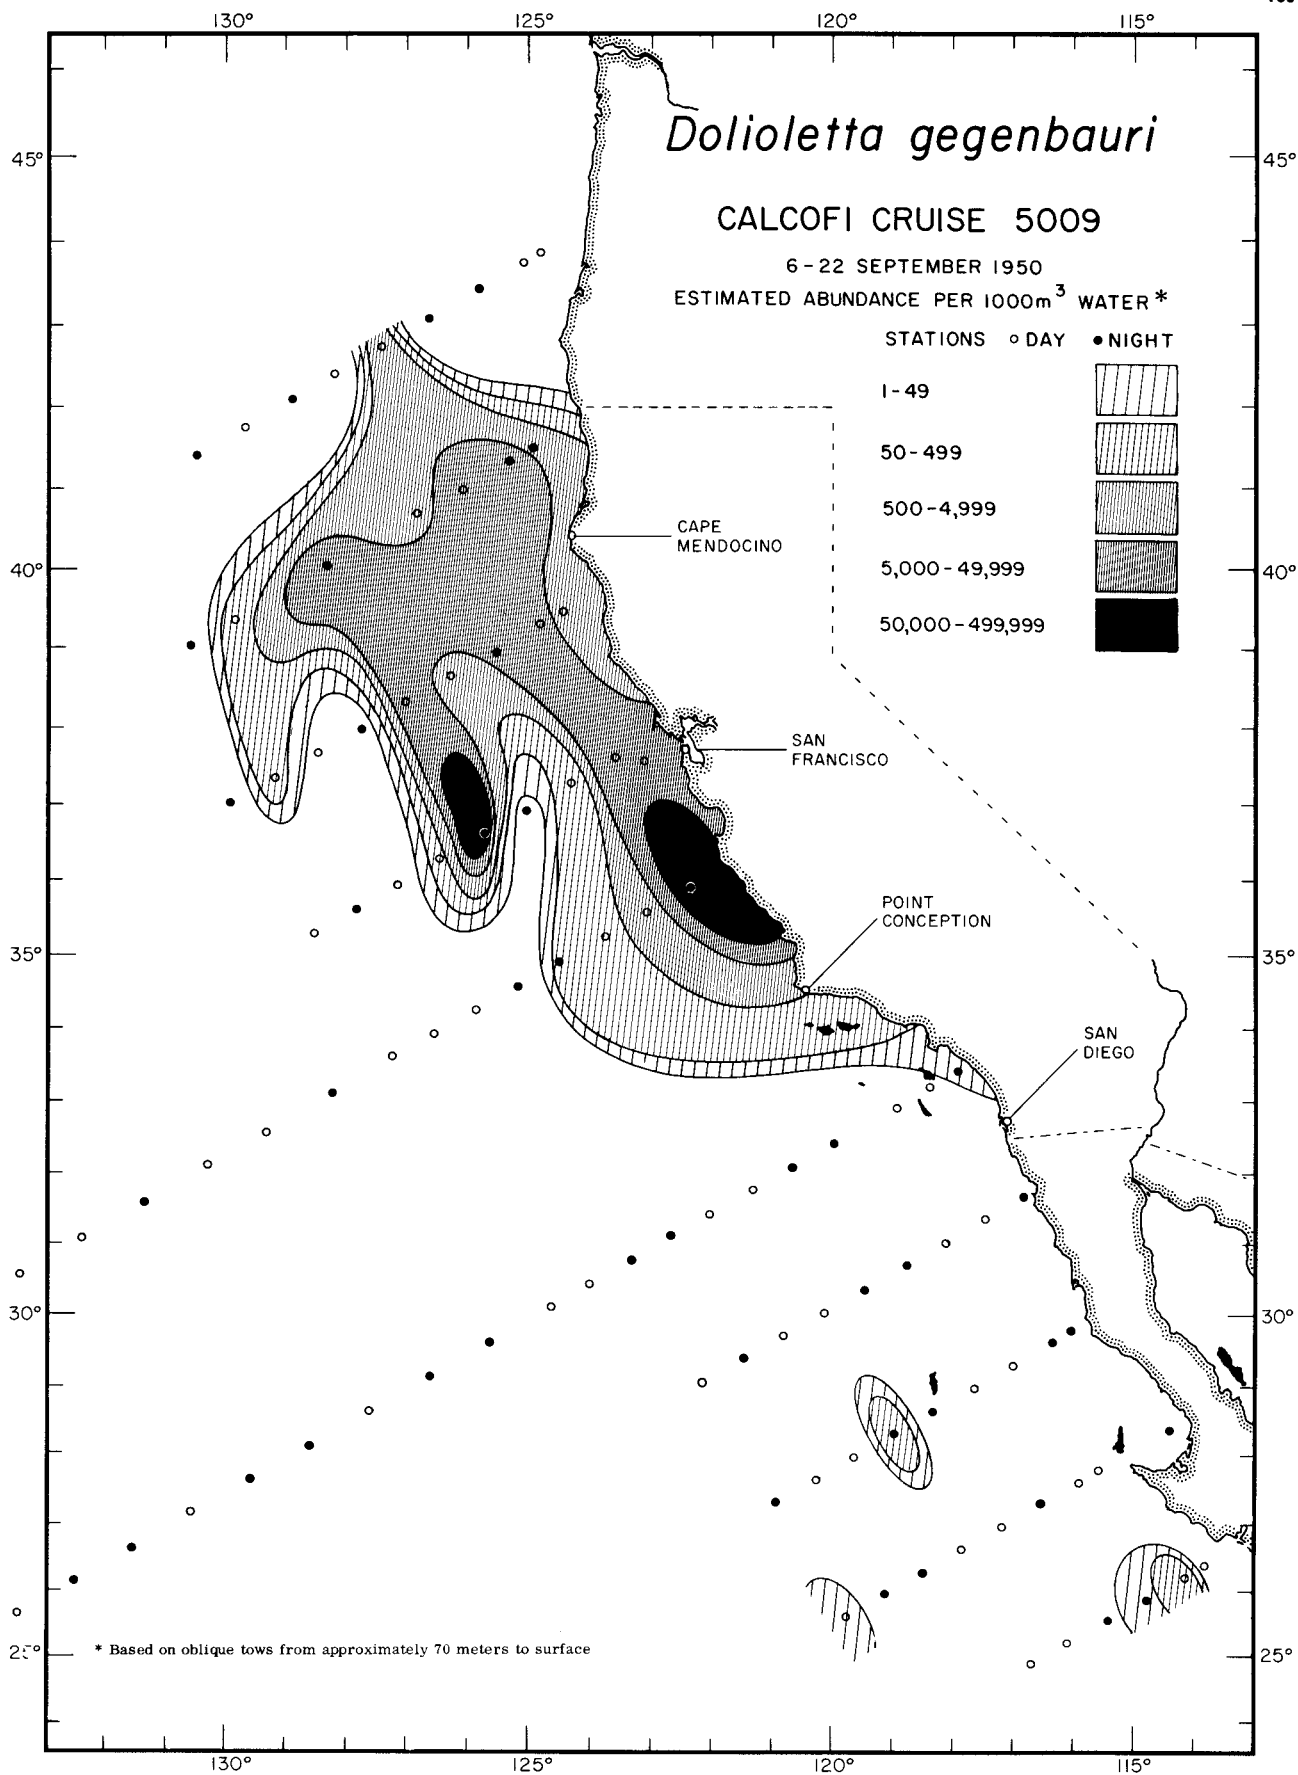 130° 125° 120° 115°
Dolioletta gegenbauri
45° 45°
CALCOFI CRUISE 5009
6-22 SEPTEMBER 1950
ESTIMATED ABUNDANCE PER 1000m³ WATER*
STATIONS ○ DAY ● NIGHT
1-49
50-499
500-4,999
5,000-49,999
50,000-499,999
CAPE
MENDOCINO
40° 40°
SAN
FRANCISCO
POINT
CONCEPTION
35° 35°
SAN
DIEGO
30° 30°
* Based on oblique tows from approximately 70 meters to surface
25°
130° 125° 120° 115°